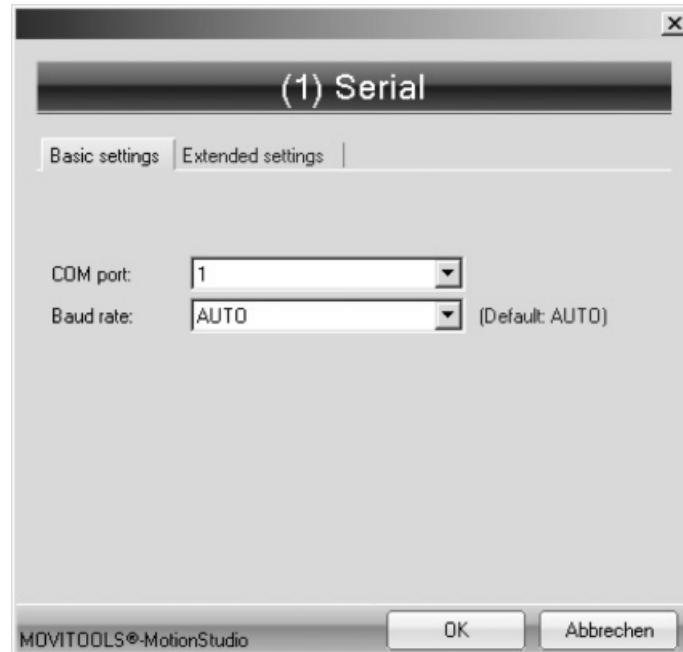 (1) Serial
Basic settings Extended settings
COM port: 1
Baud rate: AUTO (Default: AUTO)
OK Abbrechen
MOVITOOLS®-MotionStudio